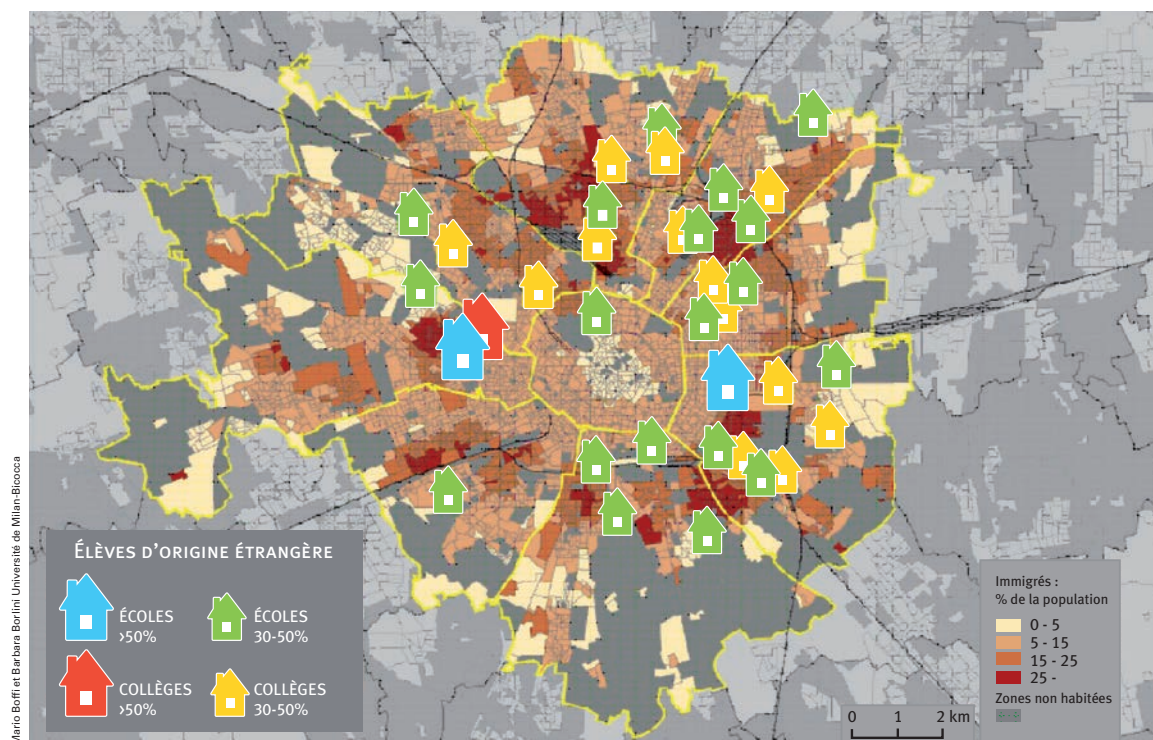 Mario Boffi et Barbara Borlini Université de Milan-Bicocca
ÉLÈVES D'ORIGINE ÉTRANGÈRE
ÉCOLES
>50%
ÉCOLES
30-50%
COLLÈGES
>50%
COLLÈGES
30-50%
0 1 2 km
Immigrés :
% de la population
0 - 5
5 - 15
15 - 25
25 -
Zones non habitées